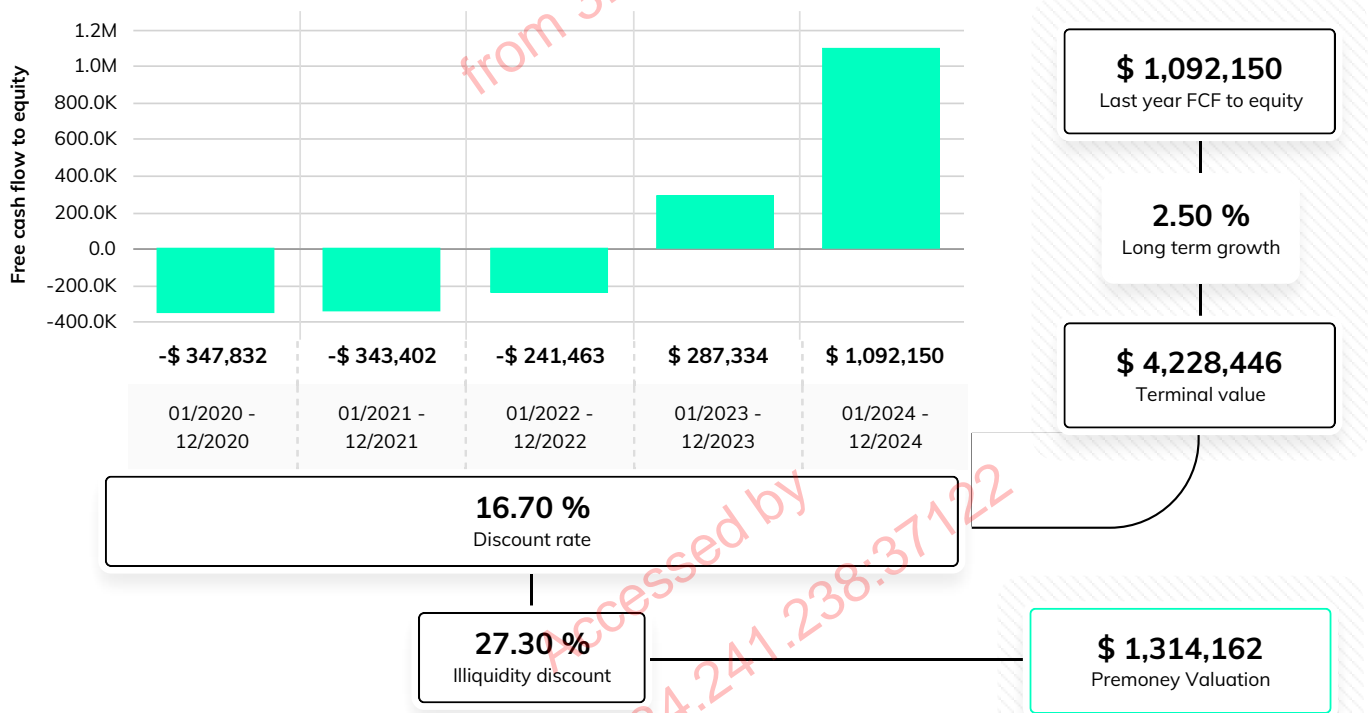 Free cash flow to equity
1.2M
1.0M
800.0K
600.0K
400.0K
200.0K
0.0
-200.0K
-400.0K
-$ 347,832
-$ 343,402
-$ 241,463
$ 287,334
$ 1,092,150
01/2020 -
12/2020
01/2021 -
12/2021
01/2022 -
12/2022
01/2023 -
12/2023
01/2024 -
12/2024
16.70 %
Discount rate
27.30 %
Illiquidity discount
$ 1,092,150
Last year FCF to equity
2.50 %
Long term growth
$ 4,228,446
Terminal value
$ 1,314,162
Premoney Valuation
Accessed by
from
4.241.238:37122